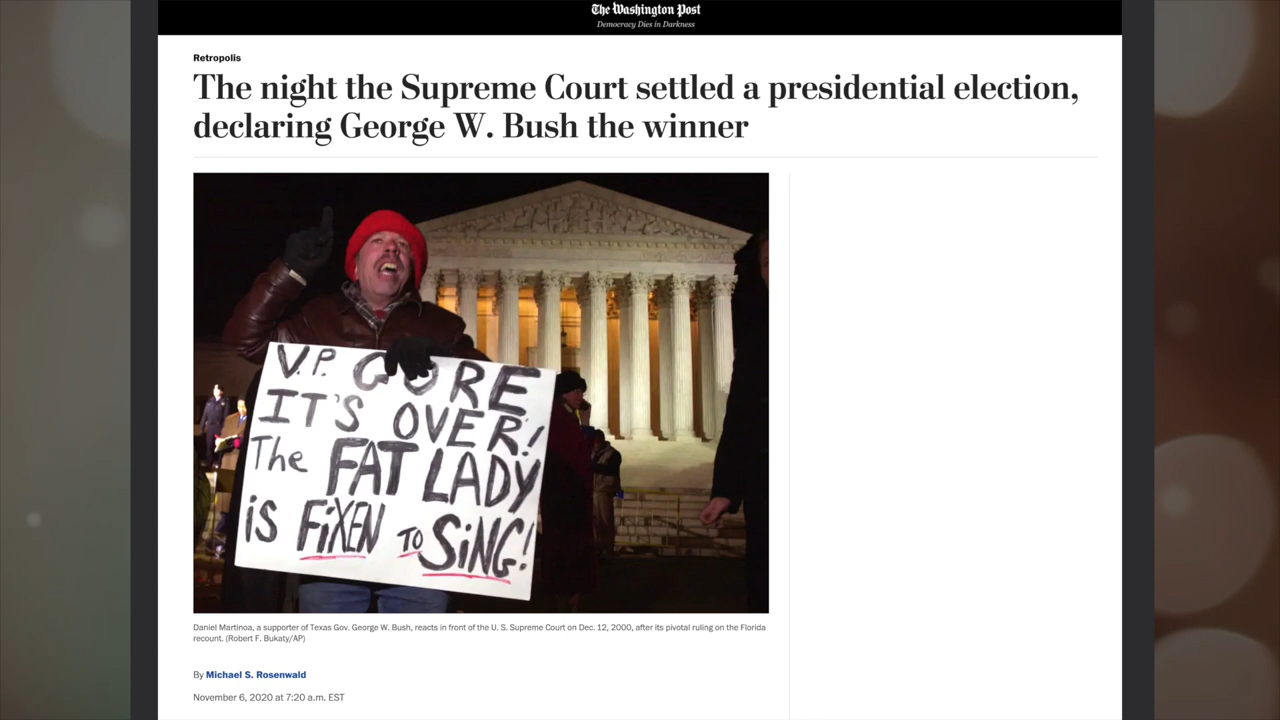 The Washington Post
Democracy Dies in Darkness
Retropolis
The night the Supreme Court settled a presidential election,
declaring George W. Bush the winner
V.P. GORE
IT'S OVER!
The FAT LADY
is FiXEN TO SiNG!
Daniel Martinoa, a supporter of Texas Gov. George W. Bush, reacts in front of the U. S. Supreme Court on Dec. 12, 2000, after its pivotal ruling on the Florida
recount. (Robert F. Bukaty/AP)
By Michael S. Rosenwald
November 6, 2020 at 7:20 a.m. EST